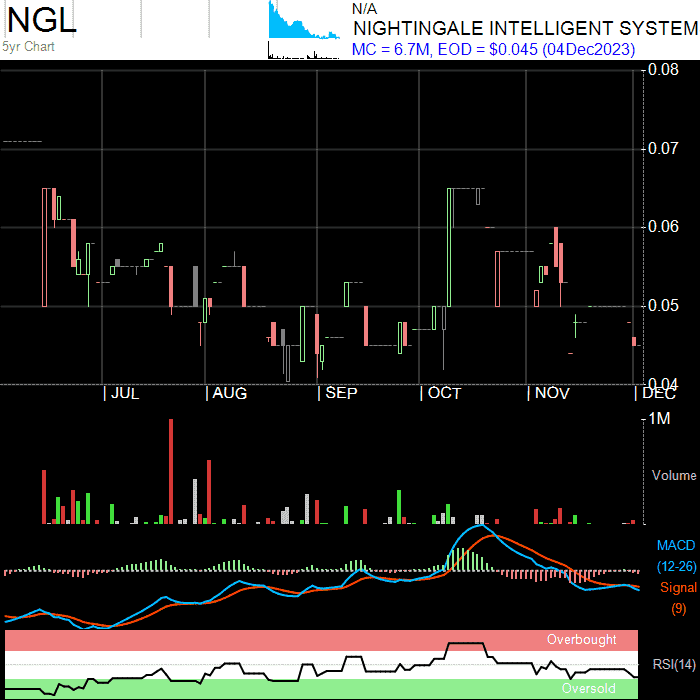 NGL
5yr Chart
N/A
NIGHTINGALE INTELLIGENT SYSTEM
MC = 6.7M, EOD = $0.045 (04Dec2023)
0.08
0.07
0.06
0.05
0.04
JUL AUG SEP OCT NOV DEC
1M
Volume
MACD
(12-26)
Signal
(9)
Overbought
RSI(14)
Oversold